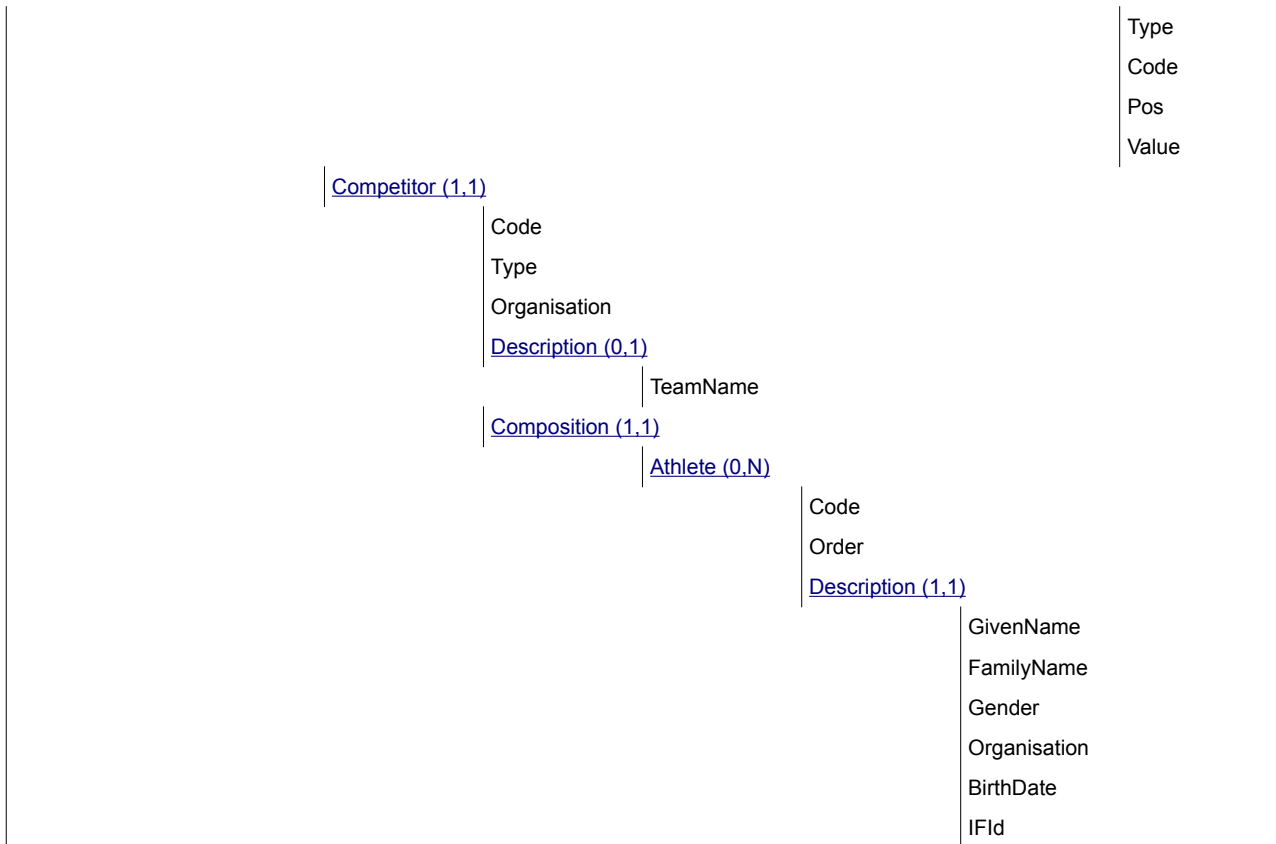 Type
Code
Pos
Value
Competitor (1,1)
Code
Type
Organisation
Description (0,1)
TeamName
Composition (1,1)
Athlete (0,N)
Code
Order
Description (1,1)
GivenName
FamilyName
Gender
Organisation
BirthDate
IFId